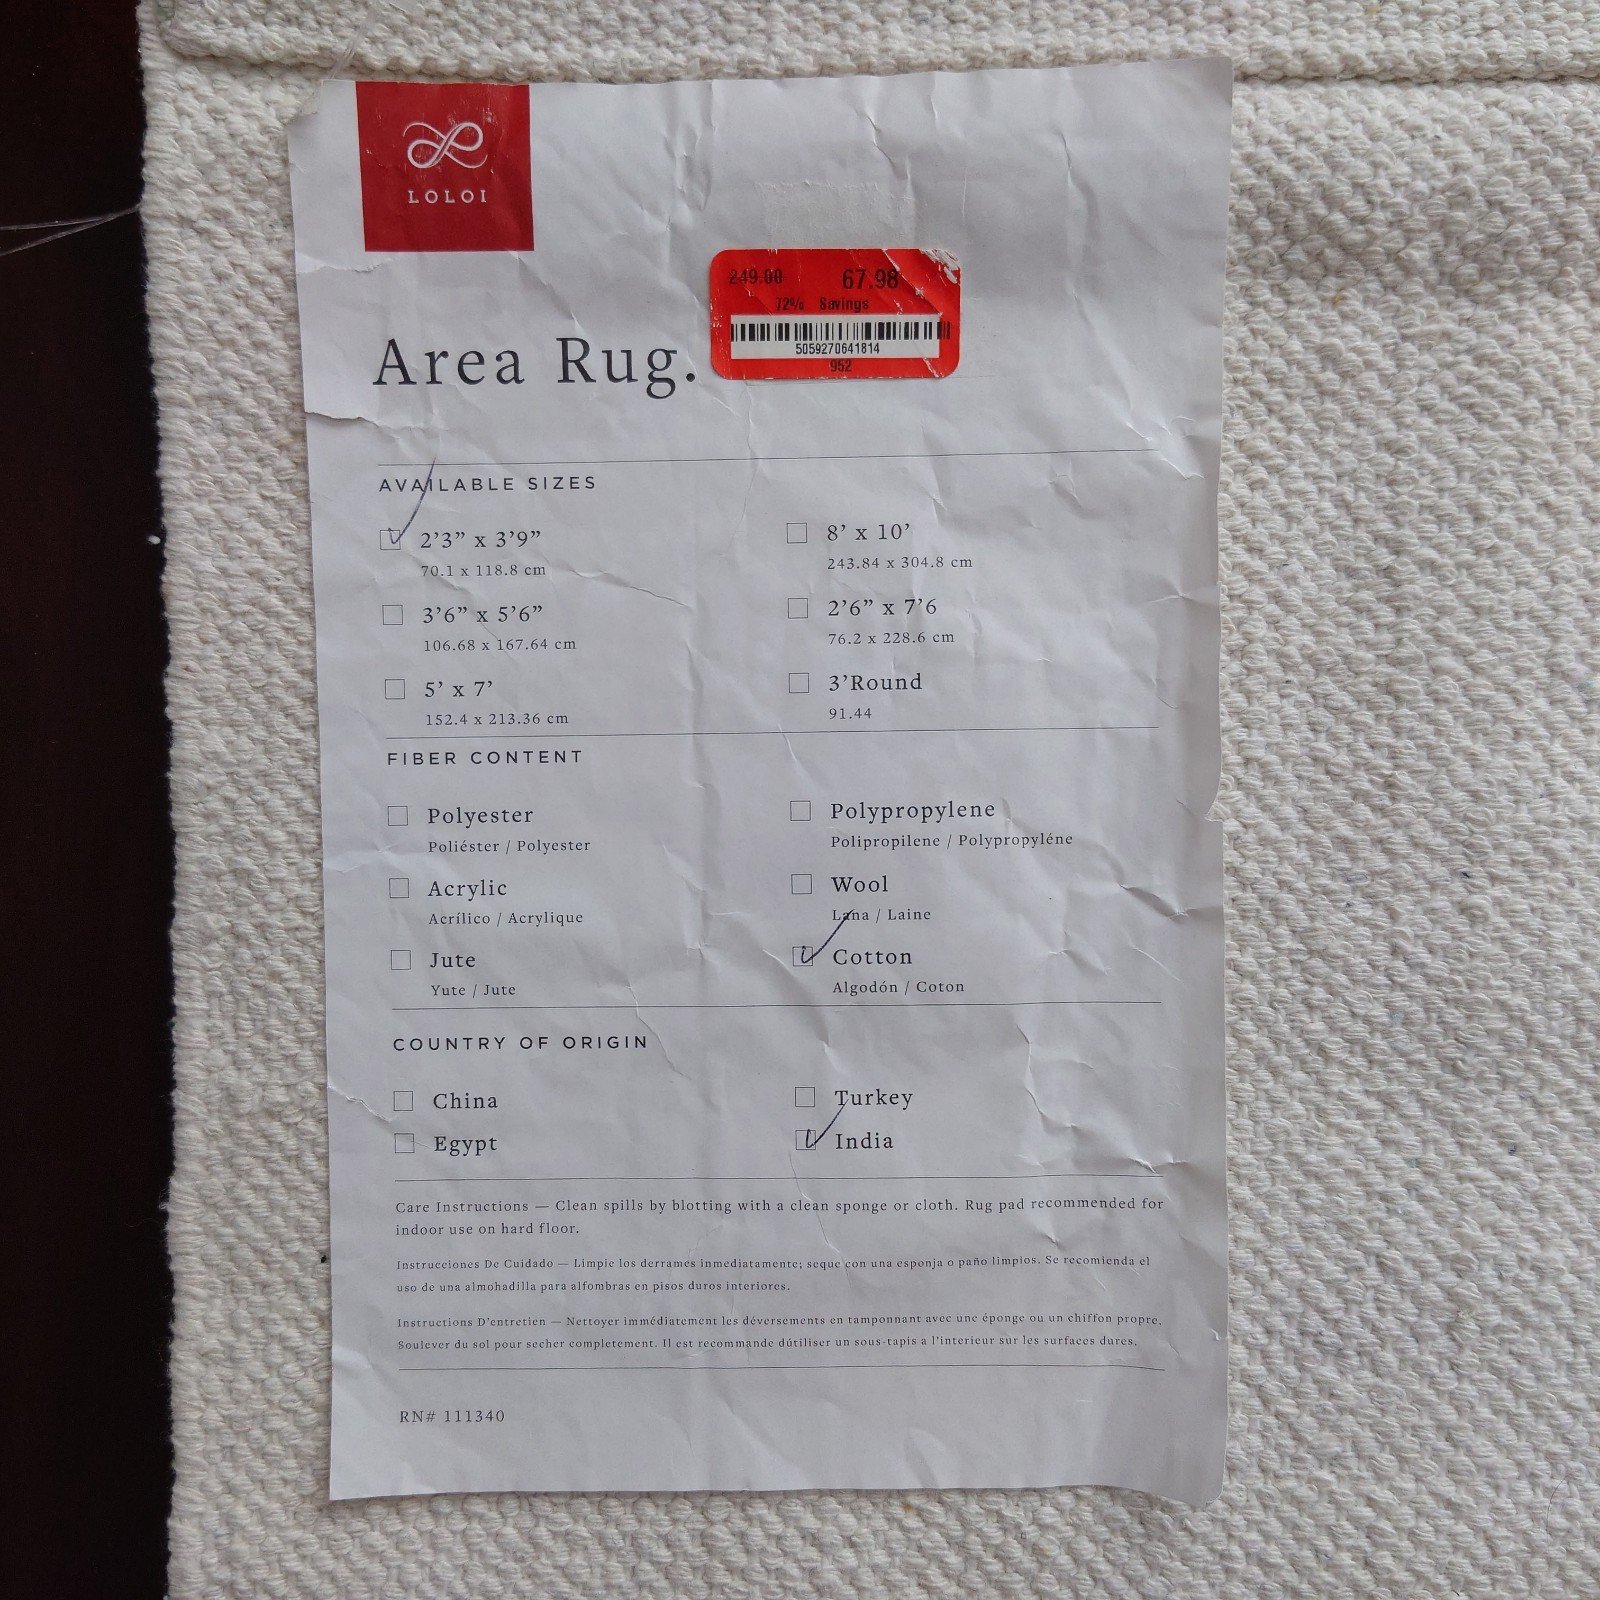 LOLOI
249.00 67.98
72% Savings
5059270641814
952
Area Rug.
AVAILABLE SIZES
2’3” x 3’9”
70.1 x 118.8 cm
3’6” x 5’6”
106.68 x 167.64 cm
5’ x 7’
152.4 x 213.36 cm
8’ x 10’
243.84 x 304.8 cm
2’6” x 7’6
76.2 x 228.6 cm
3’Round
91.44
FIBER CONTENT
Polyester
Poliéster / Polyester
Acrylic
Acrílico / Acrylique
Jute
Yute / Jute
Polypropylene
Polipropilene / Polypropyléne
Wool
Lana / Laine
Cotton
Algodón / Coton
COUNTRY OF ORIGIN
China
Egypt
Turkey
India
Care Instructions — Clean spills by blotting with a clean sponge or cloth. Rug pad recommended for
indoor use on hard floor.
Instrucciones De Cuidado — Limpie los derrames inmediatamente; seque con una esponja o paño limpios. Se recomienda el
uso de una almohadilla para alfombras en pisos duros interiores.
Instructions D’entretien — Nettoyer immédiatement les déversements en tamponnant avec une éponge ou un chiffon propre.
Soulever du sol pour secher completement. Il est recommande dútiliser un sous-tapis a l’interieur sur les surfaces dures.
RN# 111340